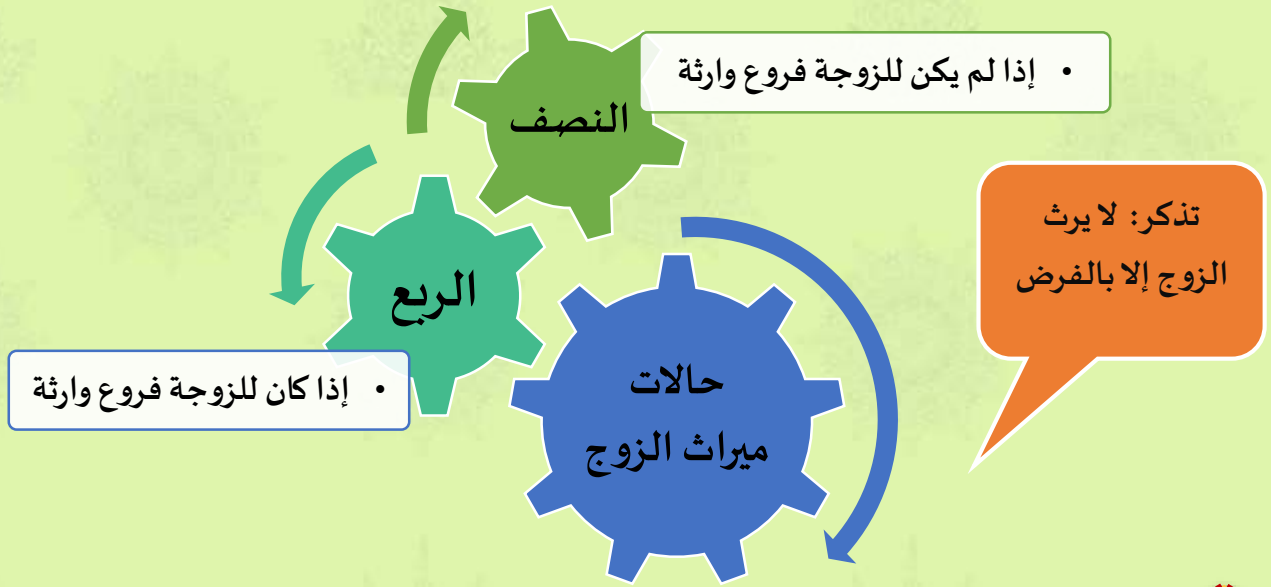 • إذا لم يكن للزوجة فروع وارثة
النصف
تذكر: لا يرث
الزوج إلا بالفرض
الربع
• إذا كان للزوجة فروع وارثة
حالات
ميراث الزوج